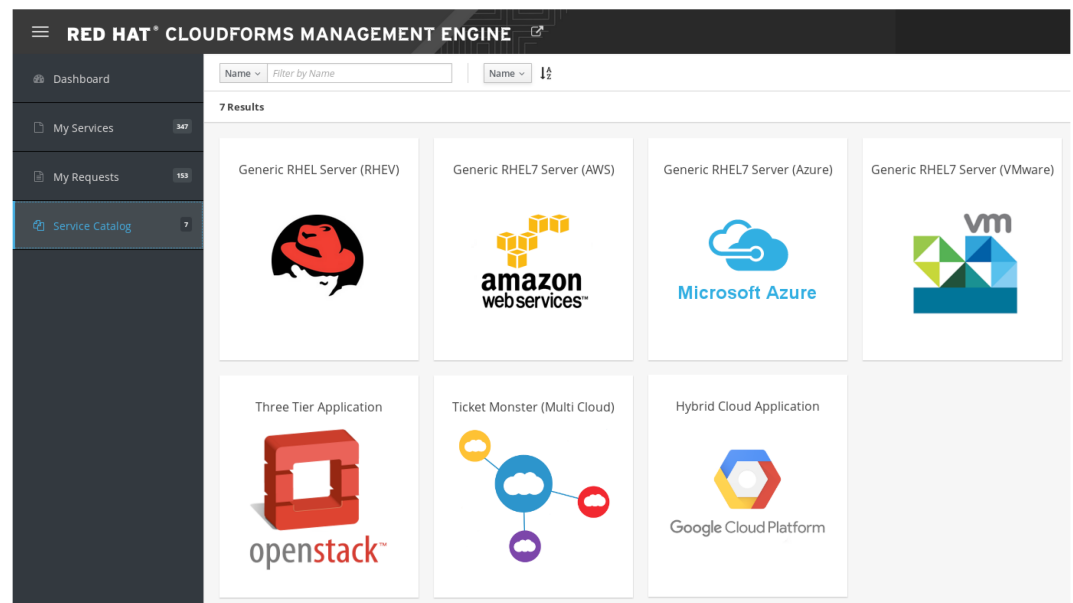 RED HAT® CLOUDFORMS MANAGEMENT ENGINE
Dashboard
My Services 347
My Requests 153
Service Catalog 7
Name Filter by Name Name
7 Results
Generic RHEL Server (RHEV)
Generic RHEL7 Server (AWS)
amazon
web services™
Generic RHEL7 Server (Azure)
Microsoft Azure
Generic RHEL7 Server (VMware)
vm
Three Tier Application
openstack™
Ticket Monster (Multi Cloud)
Hybrid Cloud Application
Google Cloud Platform